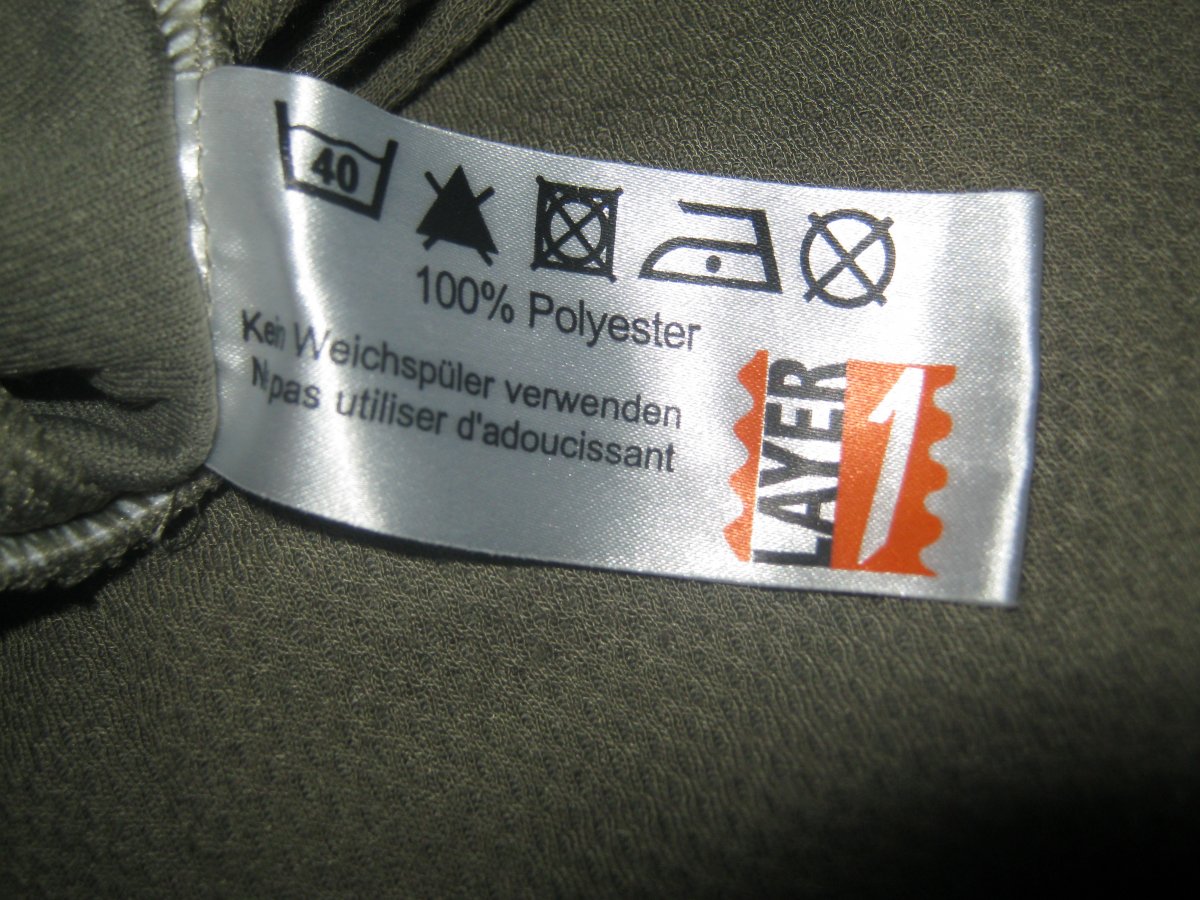 40
100% Polyester
Kein Weichspüler verwenden
N pas utiliser d'adoucissant
LAYER
1